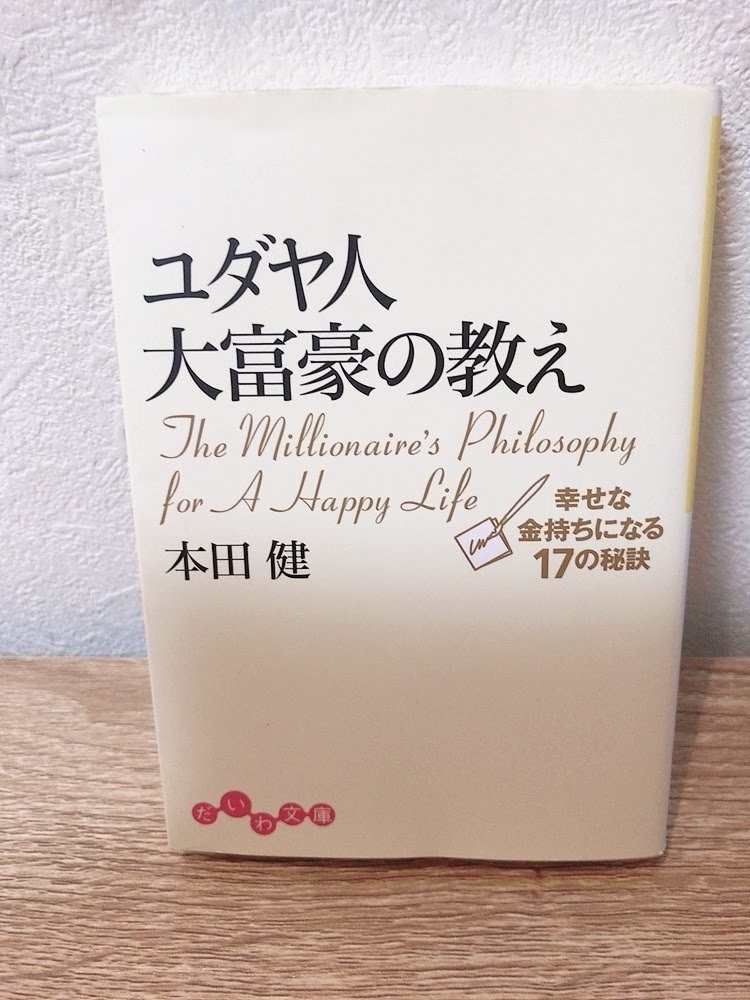 ユダヤ人
大富豪の教え
The Millionaire's Philosophy
for A Happy Life
幸せな
金持ちになる
17の秘訣
本田 健
だいわ文庫